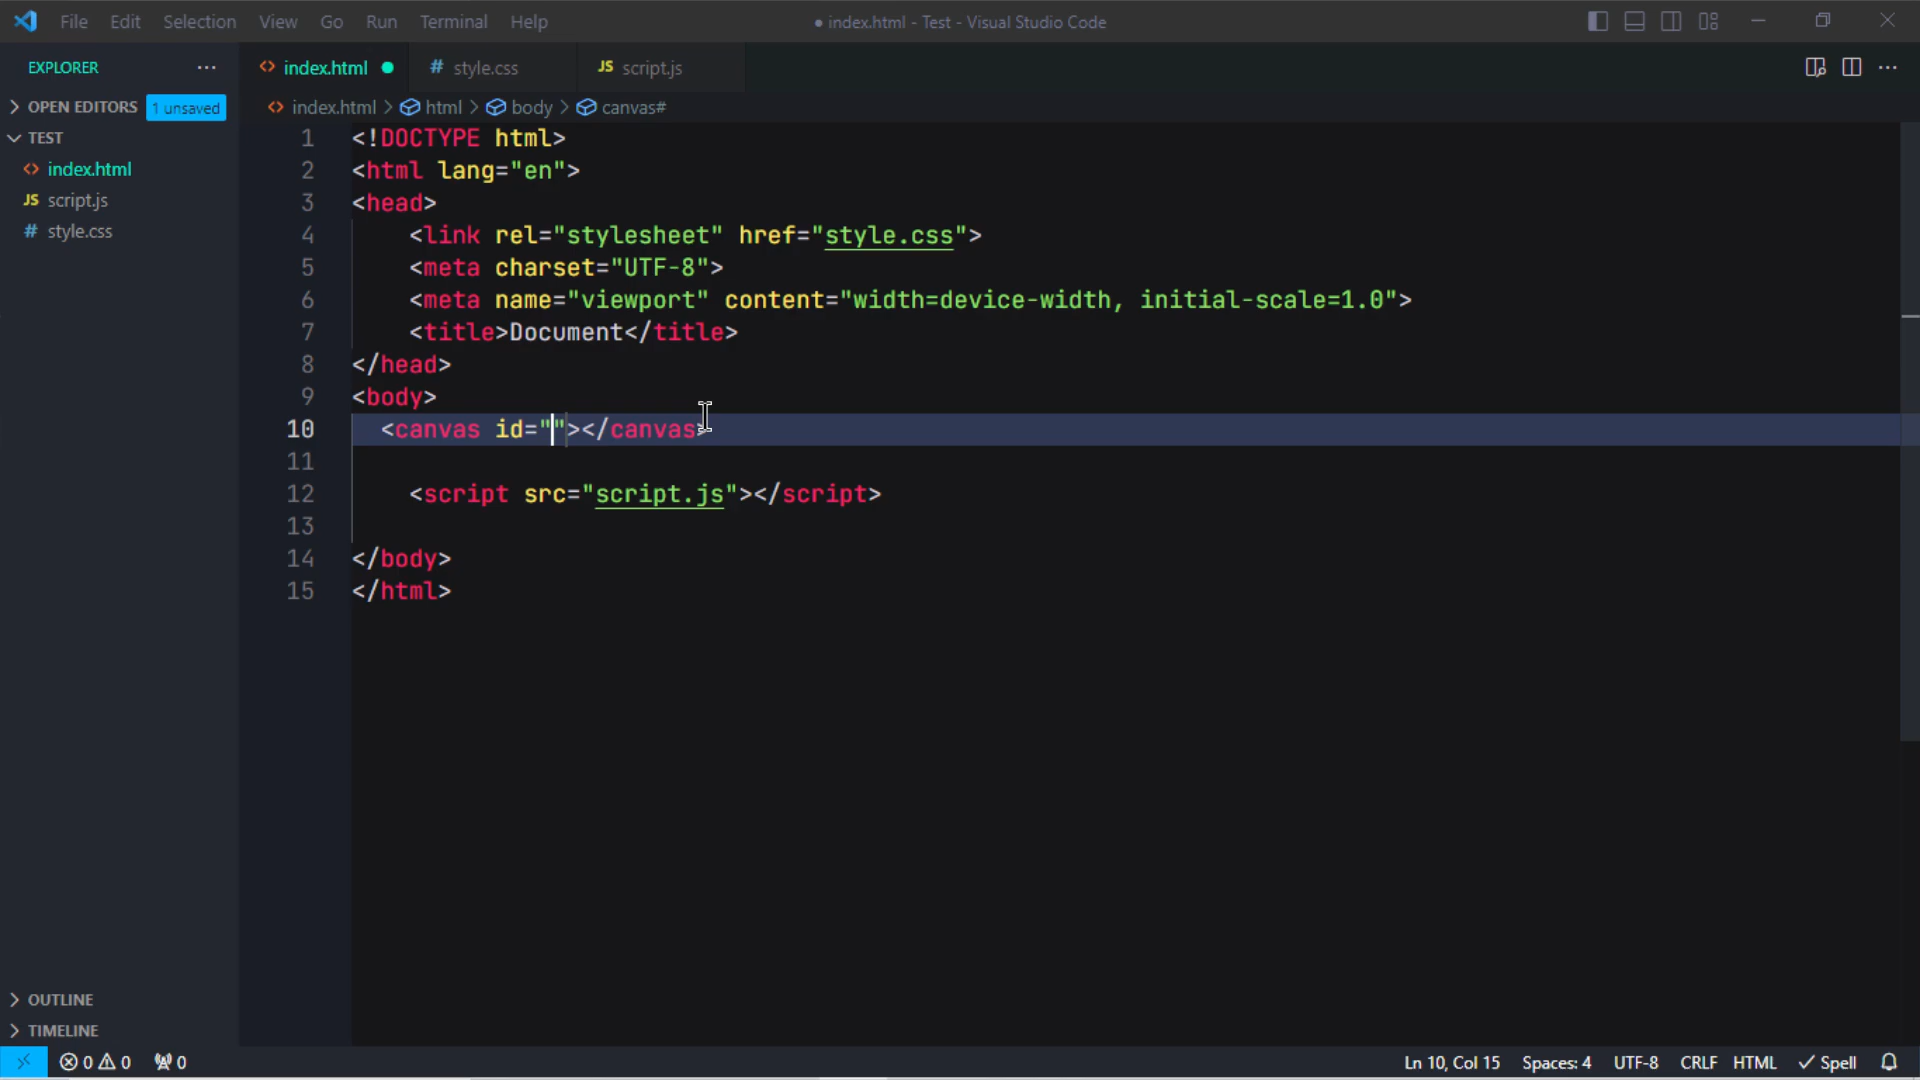 File Edit Selection View Go Run Terminal Help
● index.html - Test - Visual Studio Code
EXPLORER
OPEN EDITORS 1 unsaved
TEST
index.html
JS script.js
# style.css
OUTLINE
TIMELINE
index.html ● # style.css JS script.js
index.html > html > body > canvas#
1 <!DOCTYPE html>
2 <html lang="en">
3 <head>
4 <link rel="stylesheet" href="style.css">
5 <meta charset="UTF-8">
6 <meta name="viewport" content="width=device-width, initial-scale=1.0">
7 <title>Document</title>
8 </head>
9 <body>
10 <canvas id=""></canvas>
11
12 <script src="script.js"></script>
13
14 </body>
15 </html>
0 0 0 Ln 10, Col 15 Spaces: 4 UTF-8 CRLF HTML Spell